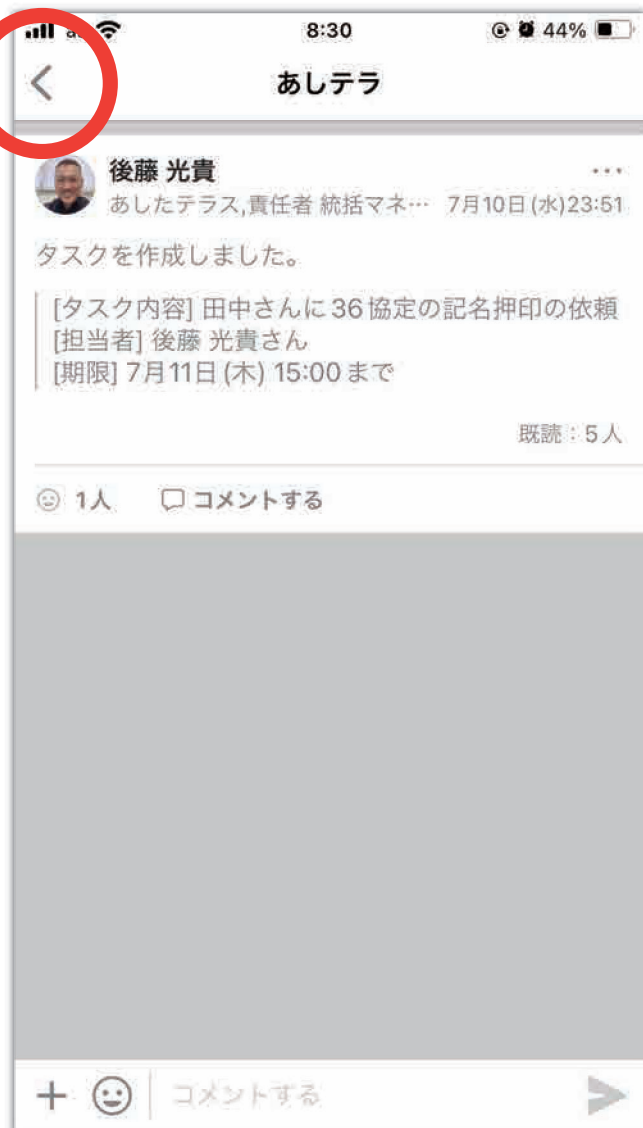 8:30
44%
あしテラ
後藤 光貴
…
あしたテラス,責任者 統括マネ… 7月10日(水)23:51
タスクを作成しました。
[タスク内容] 田中さんに36協定の記名押印の依頼
[担当者] 後藤 光貴さん
[期限] 7月11日(木) 15:00まで
既読：5人
1人 コメントする
コメントする